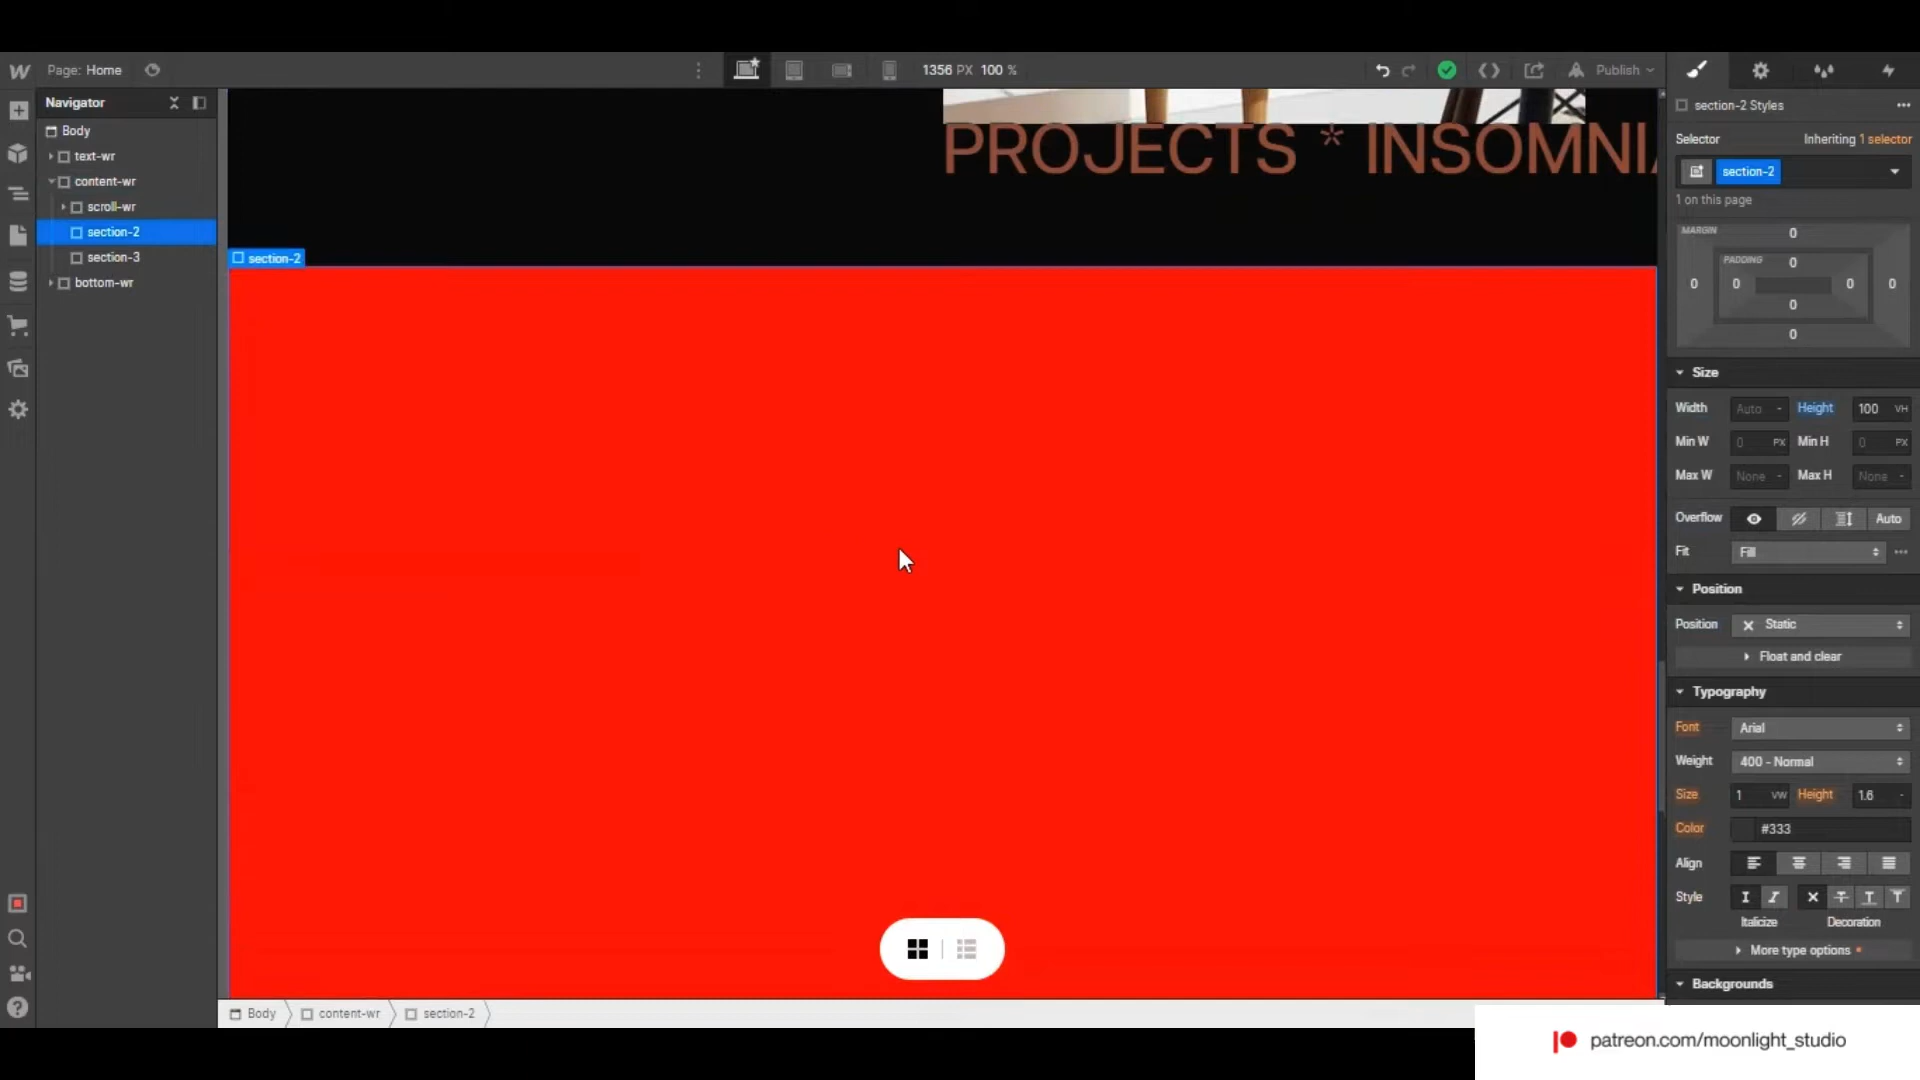 Page: Home
1356 PX 100 %
Publish
Navigator
Body
text-wr
content-wr
scroll-wr
section-2
section-3
bottom-wr
PROJECTS * INSOMNIA
section-2
section-2 Styles
Selector
Inheriting 1 selector
section-2
1 on this page
MARGIN
0
PADDING
0
0
0
0
0
0
0
Size
Width
Auto
-
Height
100
VH
Min W
0
PX
Min H
0
PX
Max W
None
-
Max H
None
-
Overflow
Auto
Fit
Fill
Position
Position
Static
Float and clear
Typography
Font
Arial
Weight
400 - Normal
Size
1
VW
Height
1.6
-
Color
#333
Align
Style
Italicize
Decoration
More type options
Backgrounds
Body
content-wr
section-2
patreon.com/moonlight_studio